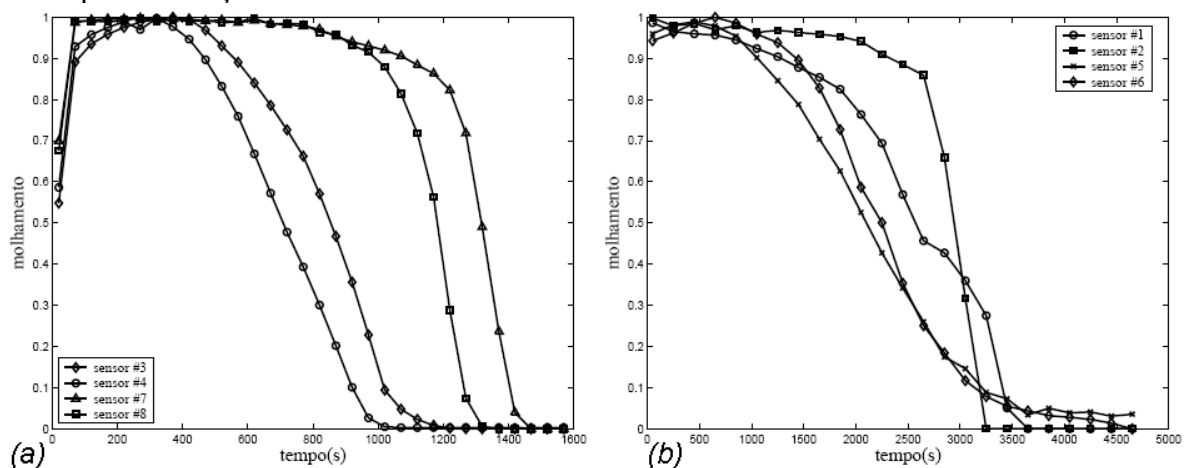 1
0.9
0.8
0.7
0.6
0.5
0.4
0.3
0.2
0.1
0
molhamento
sensor #3
sensor #4
sensor #7
sensor #8
0 200 400 600 800 1000 1200 1400 1600
tempo(s)
(a)
1
0.9
0.8
0.7
0.6
0.5
0.4
0.3
0.2
0.1
0
molhamento
sensor #1
sensor #2
sensor #5
sensor #6
0 500 1000 1500 2000 2500 3000 3500 4000 4500 5000
tempo(s)
(b)